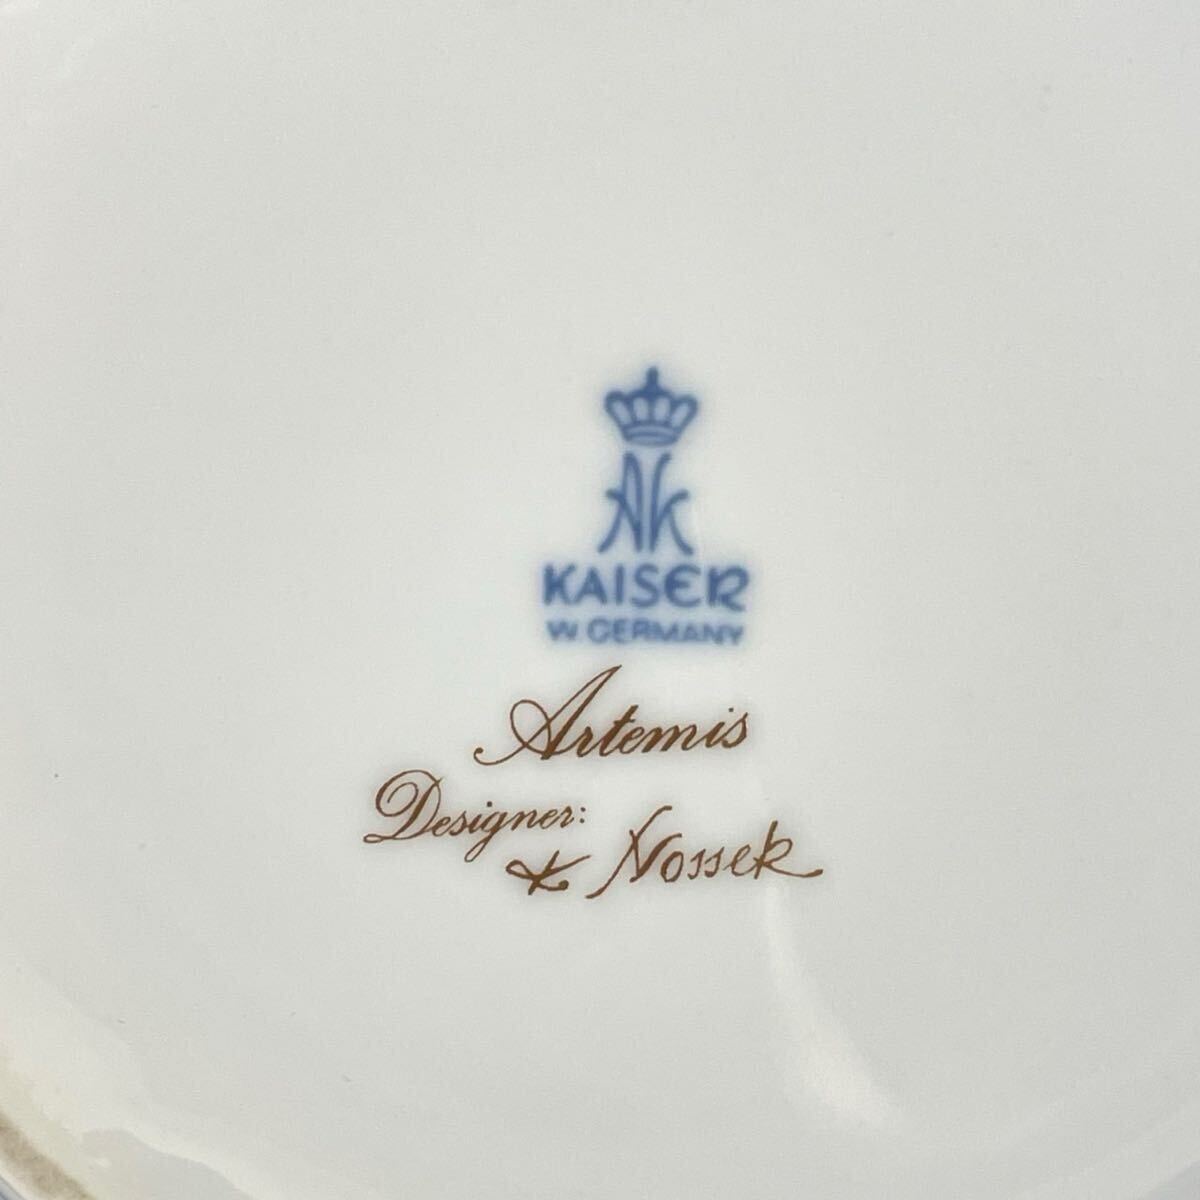 AK
KAISER
W. GERMANY
Artemis
Designer:
K Nossek